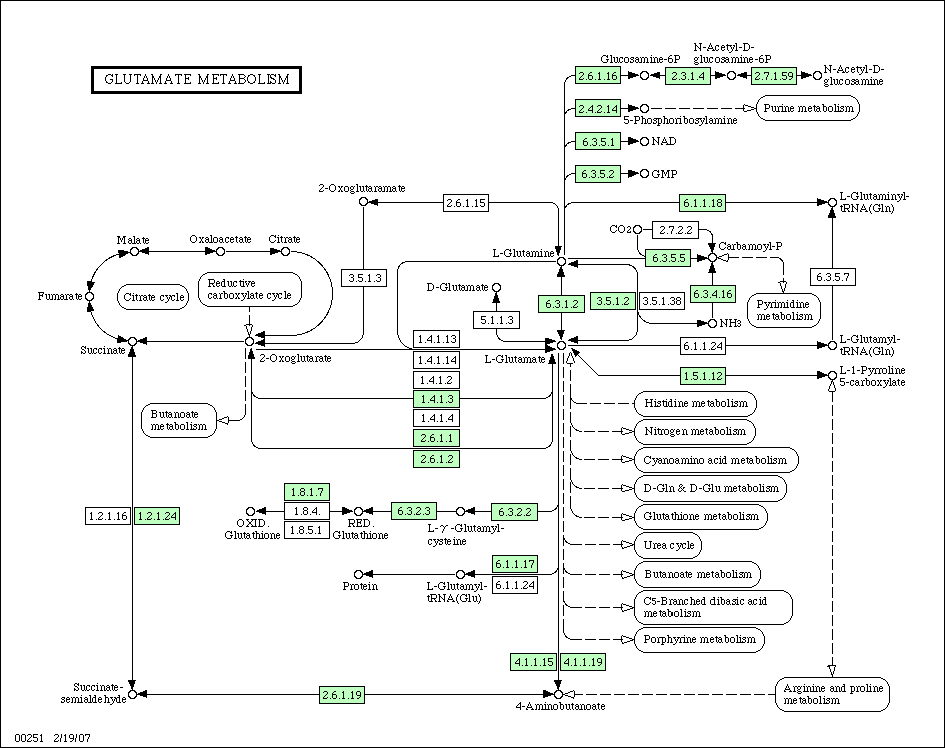 GLUTAMATE METABOLISM
Glucosamine-6P
N-Acetyl-D-
glucosamine-6P
2.6.1.16
2.3.1.4
2.7.1.59
N-Acetyl-D-
glucosamine
2.4.2.14
5-Phosphoribosylamine
Purine metabolism
6.3.5.1
NAD
6.3.5.2
GMP
2-Oxoglutaramate
2.6.1.15
6.1.1.18
L-Glutaminyl-
tRNA(Gln)
CO2
2.7.2.2
Malate
Oxaloacetate
Citrate
L-Glutamine
6.3.5.5
Carbamoyl-P
3.5.1.3
6.3.5.7
Fumarate
Citrate cycle
Reductive
carboxylate cycle
D-Glutamate
6.3.1.2
3.5.1.2
3.5.1.38
6.3.4.16
Pyrimidine
metabolism
5.1.1.3
NH3
Succinate
2-Oxoglutarate
1.4.1.13
L-Glutamate
6.1.1.24
L-Glutamyl-
tRNA(Gln)
1.4.1.14
1.4.1.2
1.5.1.12
L-1-Pyrroline
5-carboxylate
1.4.1.3
Histidine metabolism
Butanoate
metabolism
1.4.1.4
Nitrogen metabolism
2.6.1.1
2.6.1.2
Cyanoamino acid metabolism
D-Gln & D-Glu metabolism
1.2.1.16
1.2.1.24
1.8.1.7
1.8.4.
1.8.5.1
OXID.
Glutathione
RED.
Glutathione
6.3.2.3
L-γ-Glutamyl-
cysteine
6.3.2.2
Glutathione metabolism
Urea cycle
Protein
L-Glutamyl-
tRNA(Glu)
6.1.1.17
6.1.1.24
Butanoate metabolism
C5-Branched dibasic acid
metabolism
Porphyrine metabolism
4.1.1.15
4.1.1.19
Succinate-
semialdehyde
2.6.1.19
4-Aminobutanoate
Arginine and proline
metabolism
00251 2/19/07